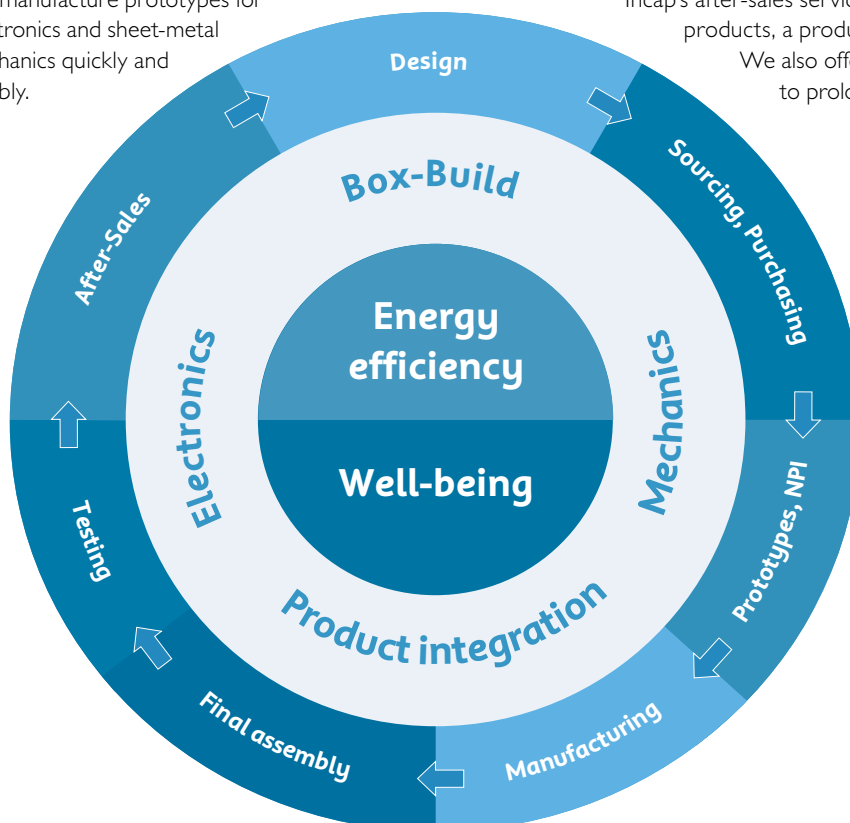 manufacture prototypes for
tronics and sheet-metal
hanics quickly and
bly.
Incap's after-sales servic
products, a produ
We also offe
to prolo
Design
Sourcing, Purchasing
Prototypes, NPI
Manufacturing
Final assembly
Testing
After-Sales
Box-Build
Mechanics
Product integration
Electronics
Energy
efficiency
Well-being